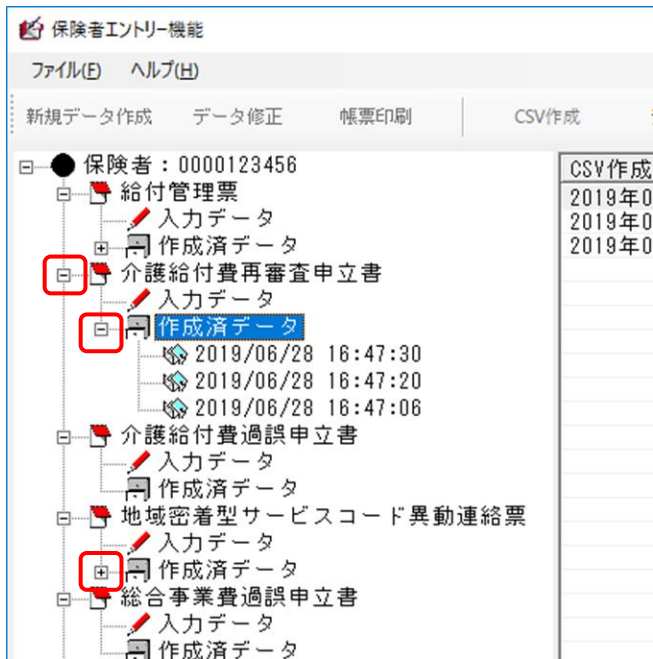 保険者エントリー機能
ファイル(F) ヘルプ(H)
新規データ作成 データ修正 帳票印刷 CSV作成
保険者：0000123456
給付管理票
入力データ
作成済データ
介護給付費再審査申立書
入力データ
作成済データ
2019/06/28 16:47:30
2019/06/28 16:47:20
2019/06/28 16:47:06
介護給付費過誤申立書
入力データ
作成済データ
地域密着型サービスコード異動連絡票
入力データ
作成済データ
総合事業費過誤申立書
入力データ
作成済データ
CSV作成
2019年0
2019年0
2019年0